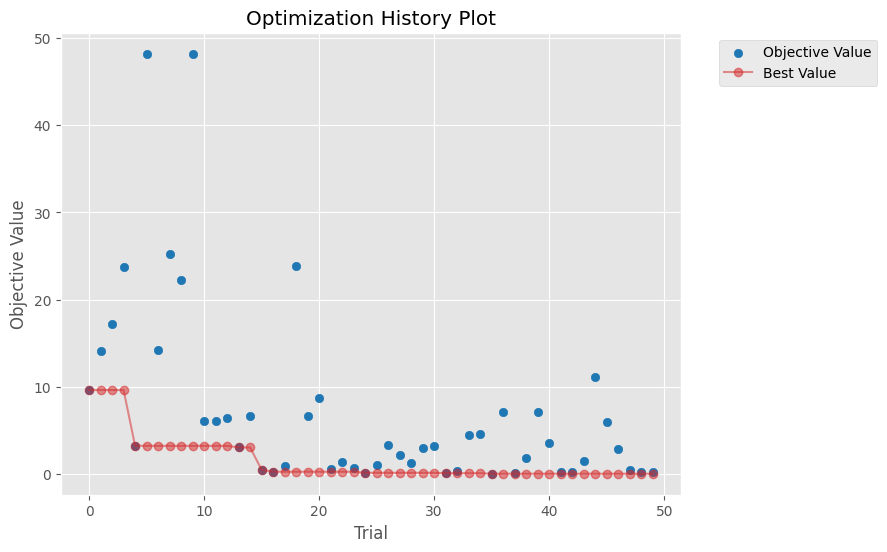 Optimization History Plot
Objective Value
Best Value
Objective Value
50
40
30
20
10
0
0 10 20 30 40 50
Trial